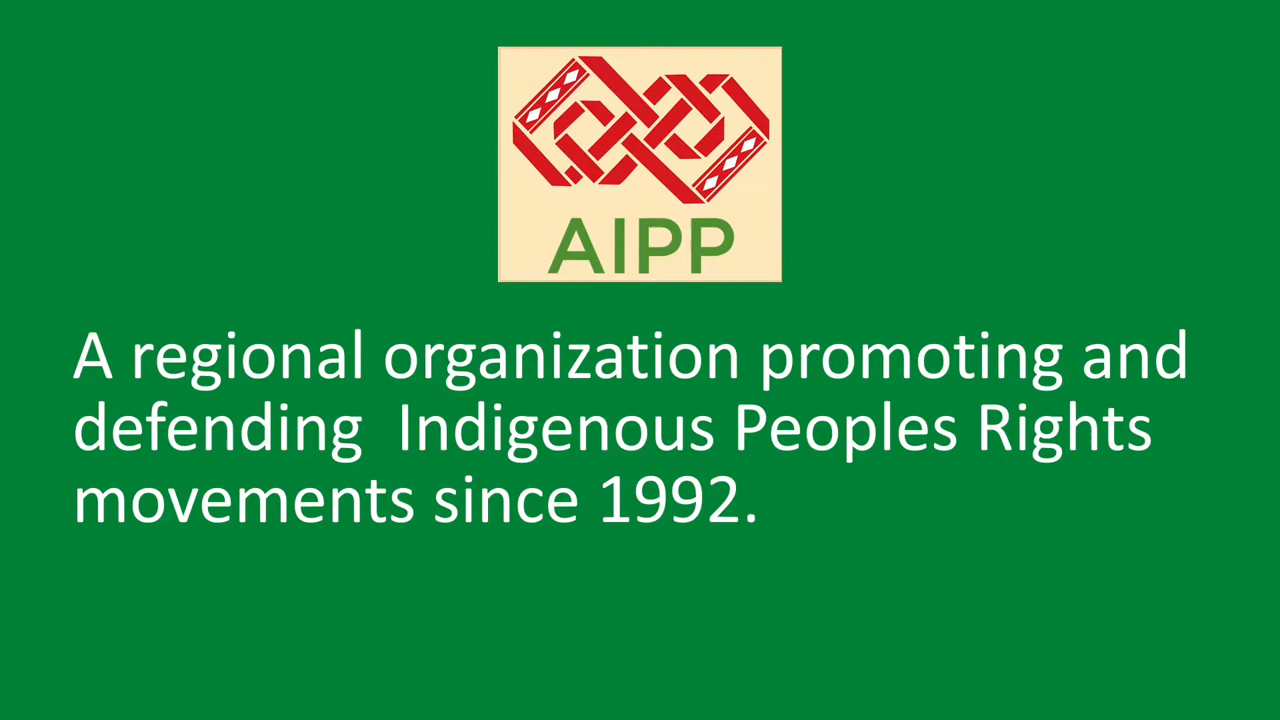 AIPP
A regional organization promoting and
defending  Indigenous Peoples Rights
movements since 1992.